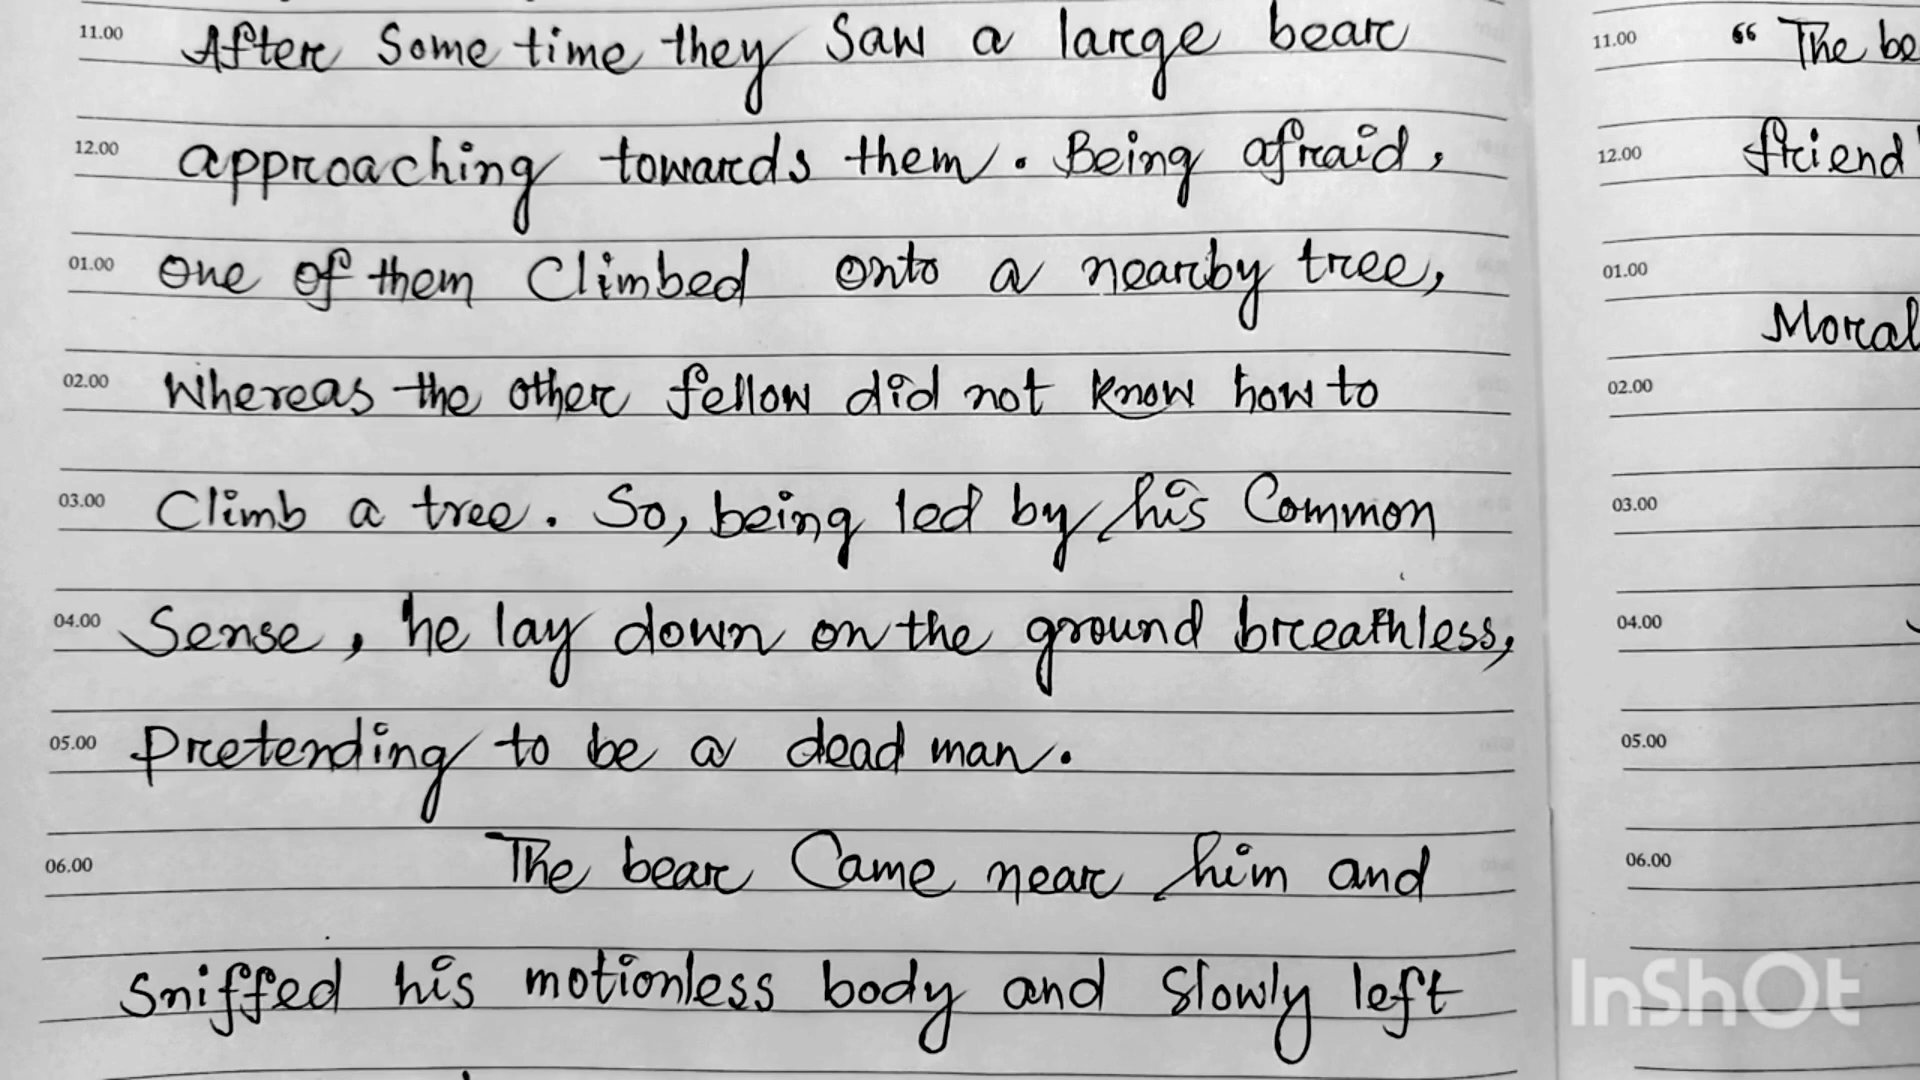 11.00 After Some time they Saw a large bear
12.00 approaching towards them. Being afraid,
01.00 One of them Climbed onto a nearby tree,
02.00 Whereas the other fellow did not know how to
03.00 Climb a tree. So, being led by his Common
04.00 Sense, he lay down on the ground breathless,
05.00 Pretending to be a dead man.
06.00 The bear Came near him and
Sniffed his motionless body and Slowly left
11.00 “ The be
12.00 friend
01.00
Moral
02.00
03.00
04.00
05.00
06.00
InShOt